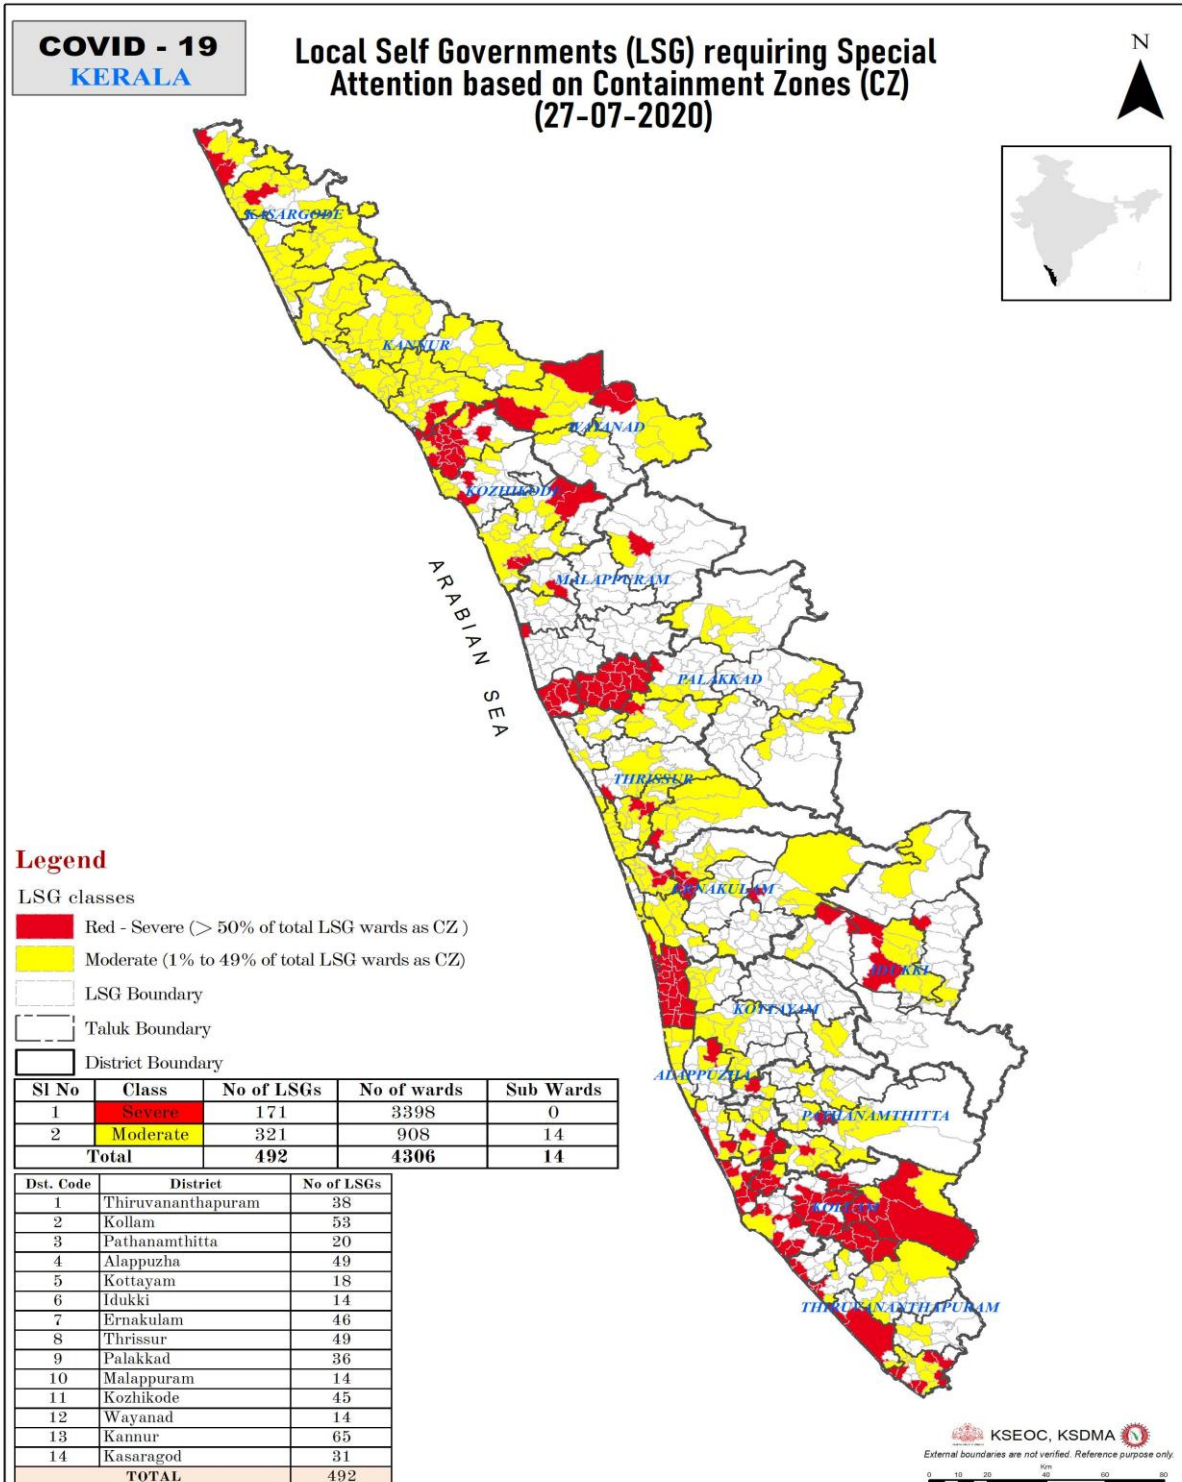 COVID - 19
KERALA
Local Self Governments (LSG) requiring Special
Attention based on Containment Zones (CZ)
(27-07-2020)
N
KASARGODE
KANNUR
WAYANAD
KOZHIKODE
MALAPPURAM
ARABIAN SEA
PALAKKAD
THRISSUR
ERNAKULAM
IDUKKI
KOTTAYAM
ALAPPUZHA
PATHANAMTHITTA
KOLLAM
THIRUVANANTHAPURAM
Legend
LSG classes
Red - Severe (> 50% of total LSG wards as CZ )
Moderate (1% to 49% of total LSG wards as CZ)
LSG Boundary
Taluk Boundary
District Boundary
Sl No Class No of LSGs No of wards Sub Wards
1 Severe 171 3398 0
2 Moderate 321 908 14
Total 492 4306 14
Dst. Code District No of LSGs
1 Thiruvananthapuram 38
2 Kollam 53
3 Pathanamthitta 20
4 Alappuzha 49
5 Kottayam 18
6 Idukki 14
7 Ernakulam 46
8 Thrissur 49
9 Palakkad 36
10 Malappuram 14
11 Kozhikode 45
12 Wayanad 14
13 Kannur 65
14 Kasaragod 31
TOTAL 492
KSEOC, KSDMA
External boundaries are not verified. Reference purpose only.
Km
0 10 20 40 60 80